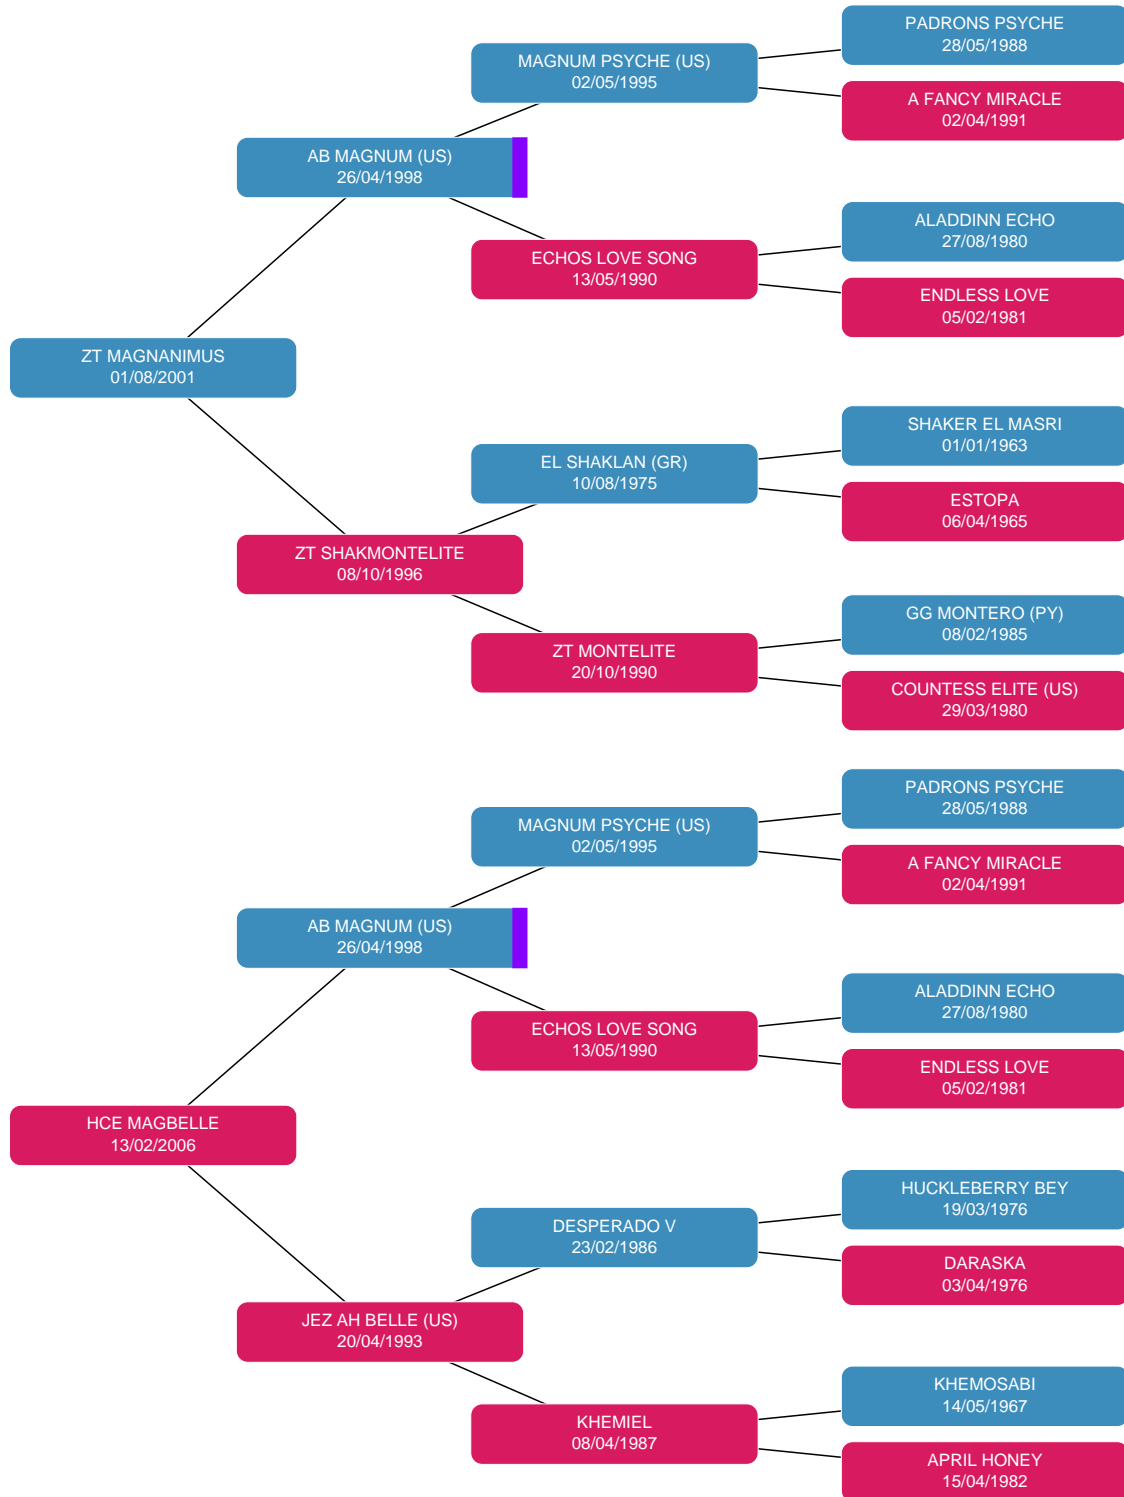 PADRONS PSYCHE
28/05/1988
MAGNUM PSYCHE (US)
02/05/1995
A FANCY MIRACLE
02/04/1991
AB MAGNUM (US)
26/04/1998
ALADDINN ECHO
27/08/1980
ECHOS LOVE SONG
13/05/1990
ENDLESS LOVE
05/02/1981
ZT MAGNANIMUS
01/08/2001
SHAKER EL MASRI
01/01/1963
EL SHAKLAN (GR)
10/08/1975
ESTOPA
06/04/1965
ZT SHAKMONTELITE
08/10/1996
GG MONTERO (PY)
08/02/1985
ZT MONTELITE
20/10/1990
COUNTESS ELITE (US)
29/03/1980
PADRONS PSYCHE
28/05/1988
MAGNUM PSYCHE (US)
02/05/1995
A FANCY MIRACLE
02/04/1991
AB MAGNUM (US)
26/04/1998
ALADDINN ECHO
27/08/1980
ECHOS LOVE SONG
13/05/1990
ENDLESS LOVE
05/02/1981
HCE MAGBELLE
13/02/2006
HUCKLEBERRY BEY
19/03/1976
DESPERADO V
23/02/1986
DARASKA
03/04/1976
JEZ AH BELLE (US)
20/04/1993
KHEMOSABI
14/05/1967
KHEMIEL
08/04/1987
APRIL HONEY
15/04/1982